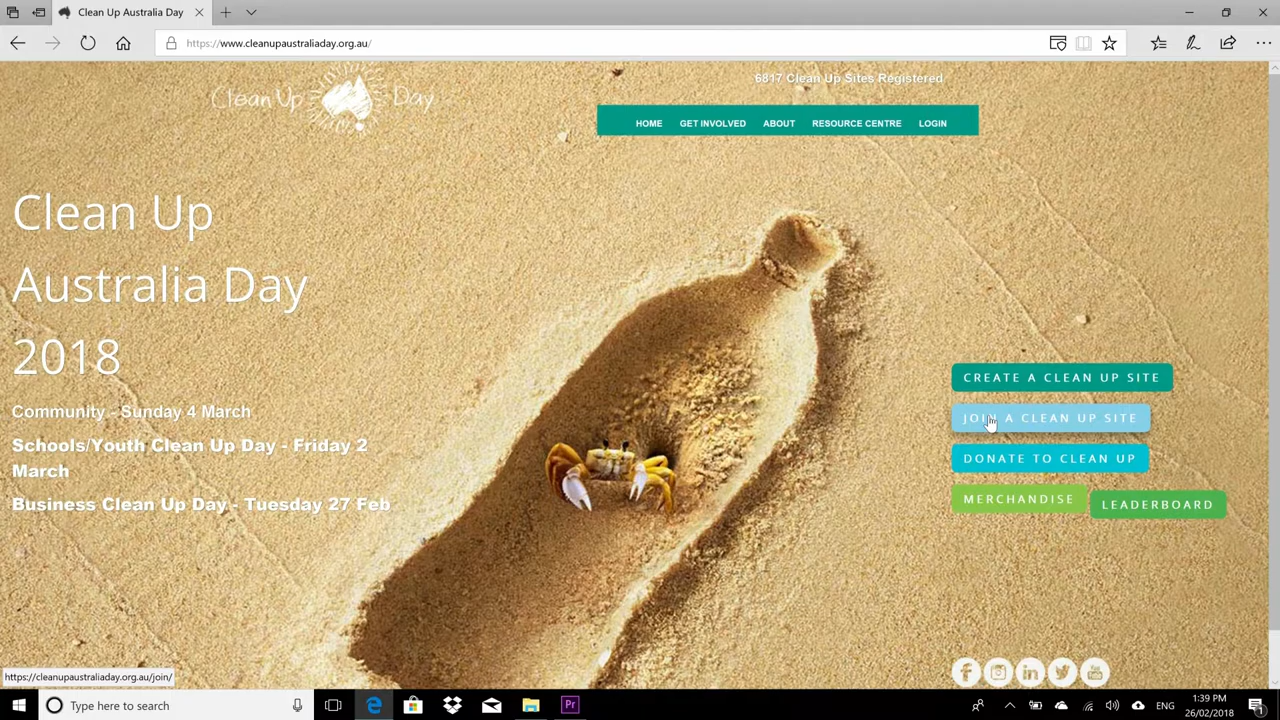 Clean Up Australia Day
https://www.cleanupaustraliaday.org.au/
Clean Up Day
6817 Clean Up Sites Registered
HOME GET INVOLVED ABOUT RESOURCE CENTRE LOGIN
Clean Up
Australia Day
2018
Community - Sunday 4 March
Schools/Youth Clean Up Day - Friday 2
March
Business Clean Up Day - Tuesday 27 Feb
CREATE A CLEAN UP SITE
JOIN A CLEAN UP SITE
DONATE TO CLEAN UP
MERCHANDISE
LEADERBOARD
You
Tube
https://cleanupaustraliaday.org.au/join/
Type here to search
Pr
ENG
1:39 PM
26/02/2018
1